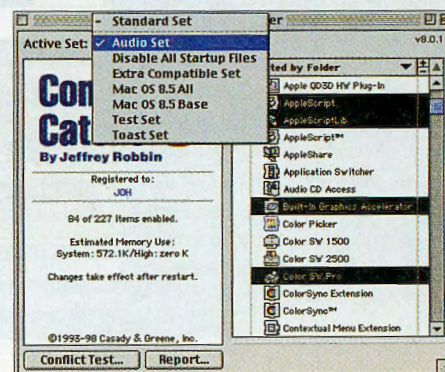 Standard Set
er
Active Set:
Audio Set
v8.0.1
Disable All Startup Files
Extra Compatible Set
Mac OS 8.5 All
Mac OS 8.5 Base
Test Set
Toast Set
ted by Folder
Con
Cat
By Jeffrey Robbin
Registered to:
JOH
84 of 227 Items enabled.
Estimated Memory Use:
System: 572.1K/High: zero K
Changes take effect after restart.
©1993-98 Casady & Greene, Inc.
Apple QD3D HW Plug-In
AppleScript
AppleScriptLib
AppleScript™
AppleShare
Application Switcher
Audio CD Access
Built-In Graphics Accelerator
Color Picker
Color SW 1500
Color SW 2500
Color SW Pro
ColorSync Extension
ColorSync™
Contextual Menu Extension
Conflict Test...
Report...